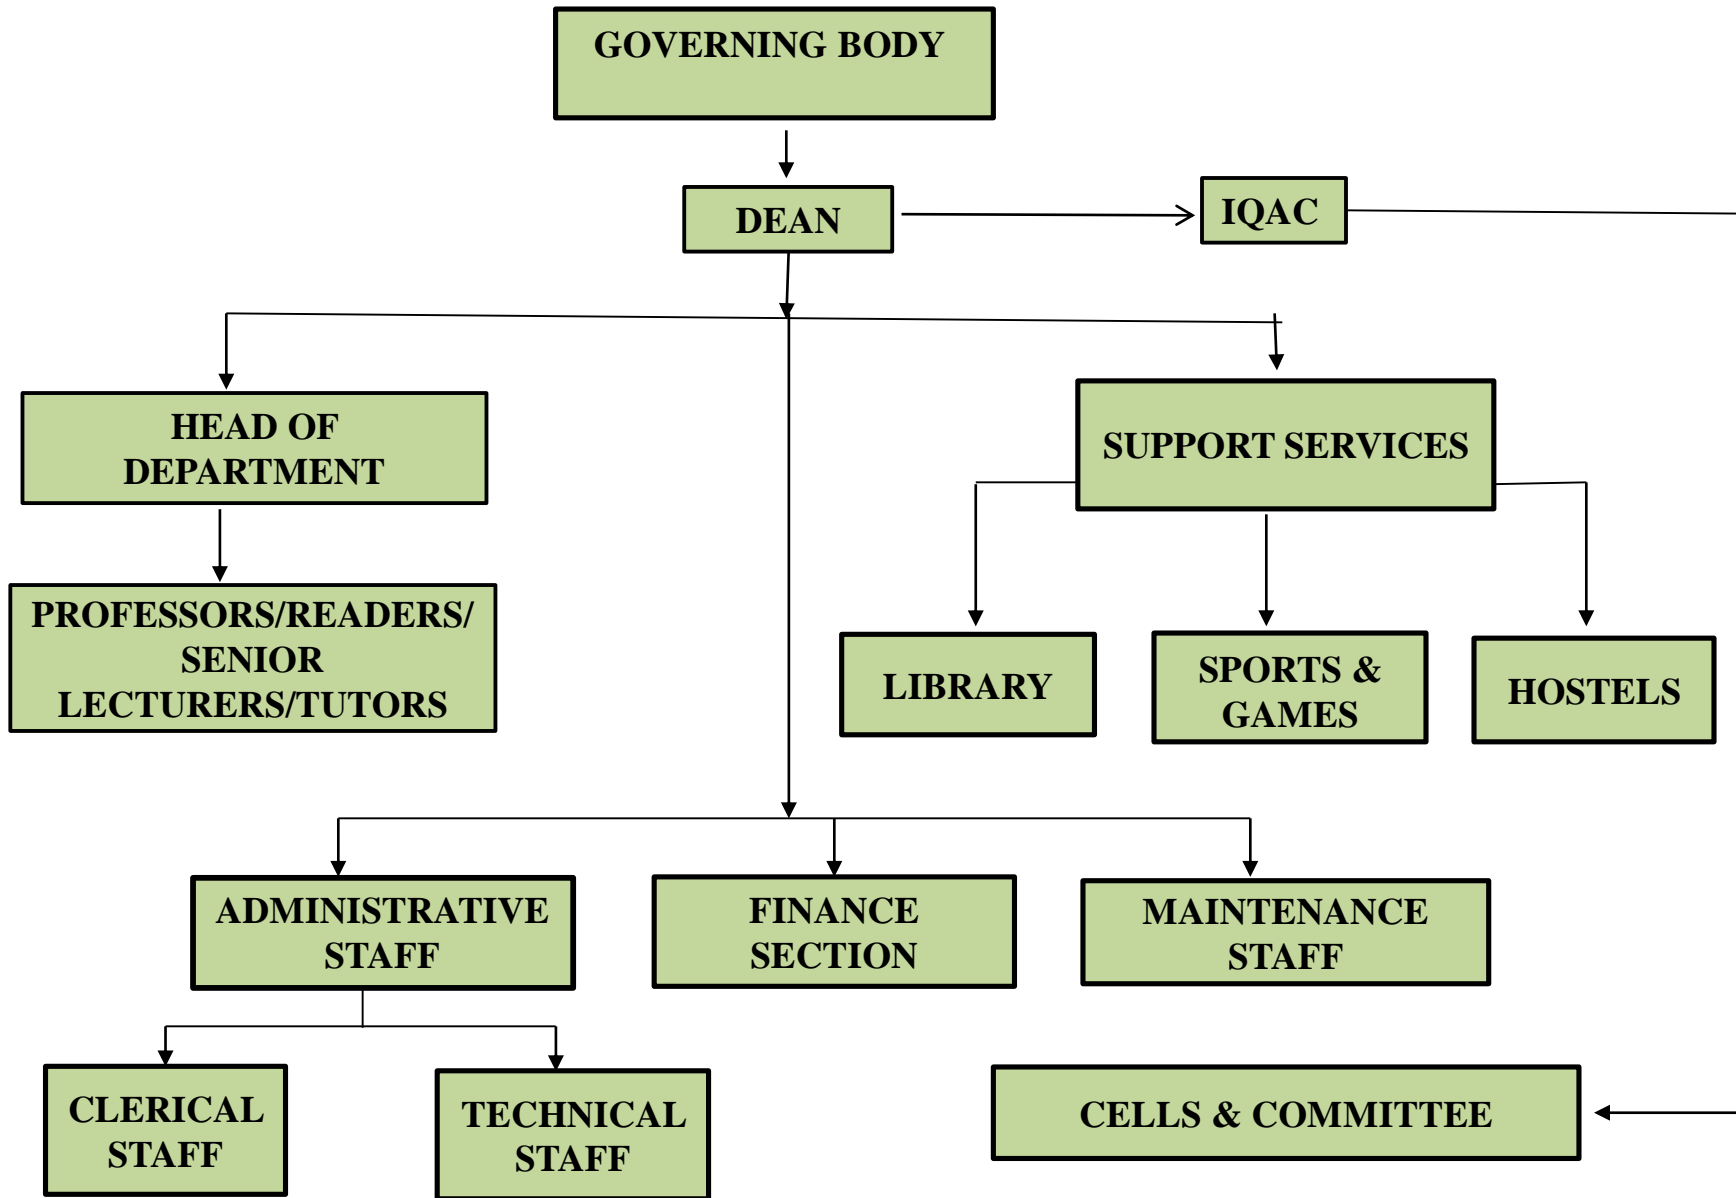 GOVERNING BODY
DEAN
IQAC
HEAD OF
DEPARTMENT
SUPPORT SERVICES
PROFESSORS/READERS/
SENIOR
LECTURERS/TUTORS
LIBRARY
SPORTS &
GAMES
HOSTELS
ADMINISTRATIVE
STAFF
FINANCE
SECTION
MAINTENANCE
STAFF
CLERICAL
STAFF
TECHNICAL
STAFF
CELLS & COMMITTEE